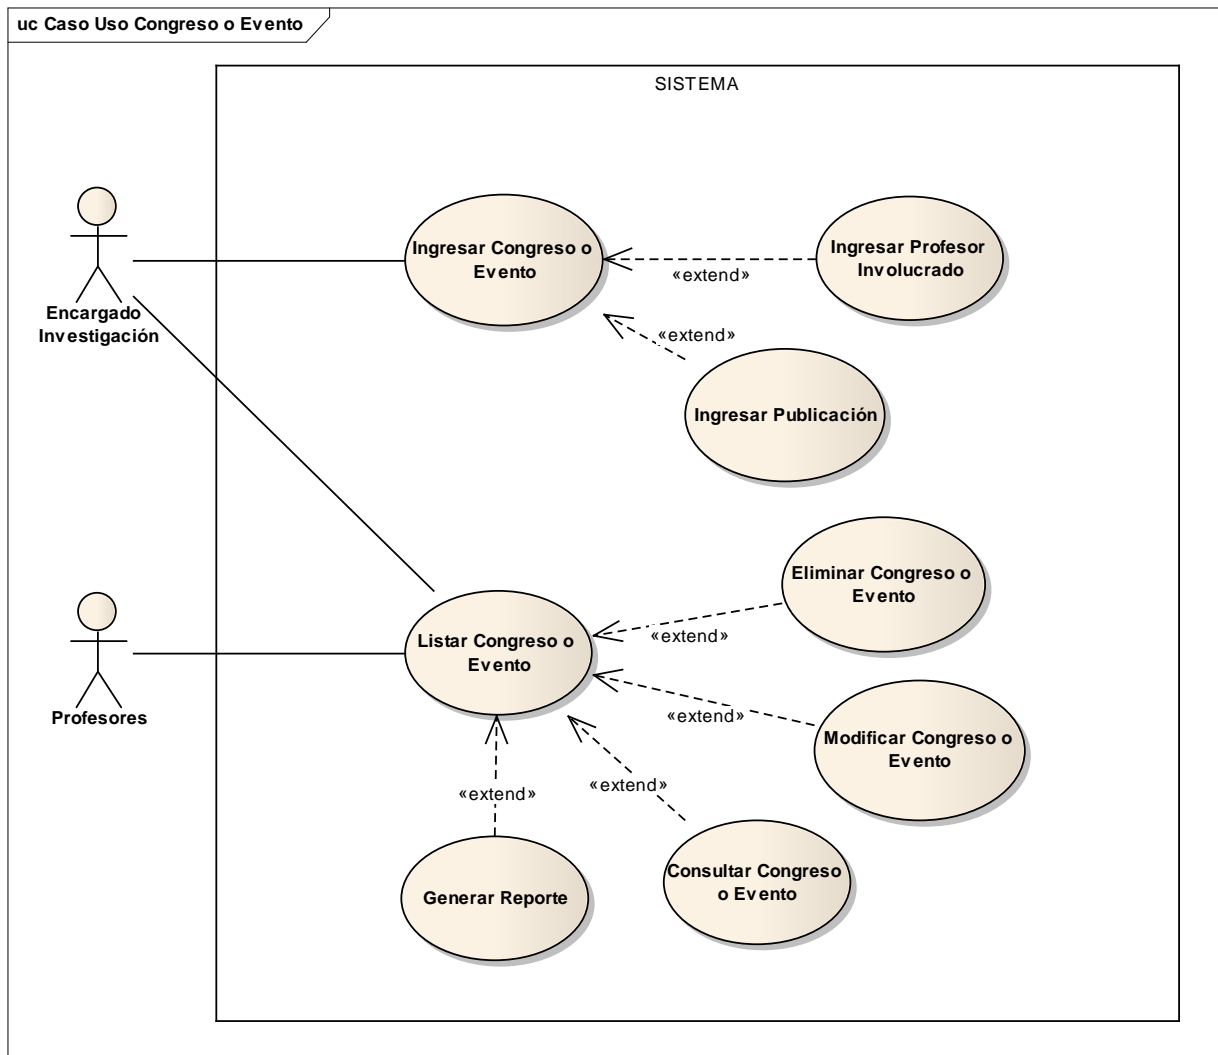 uc Caso Uso Congreso o Evento
SISTEMA
Encargado
Investigación
Ingresar Congreso o
Evento
«extend»
Ingresar Profesor
Involucrado
«extend»
Ingresar Publicación
Profesores
Listar Congreso o
Evento
«extend»
Eliminar Congreso o
Evento
«extend»
Modificar Congreso o
Evento
«extend»
Generar Reporte
«extend»
Consultar Congreso
o Evento